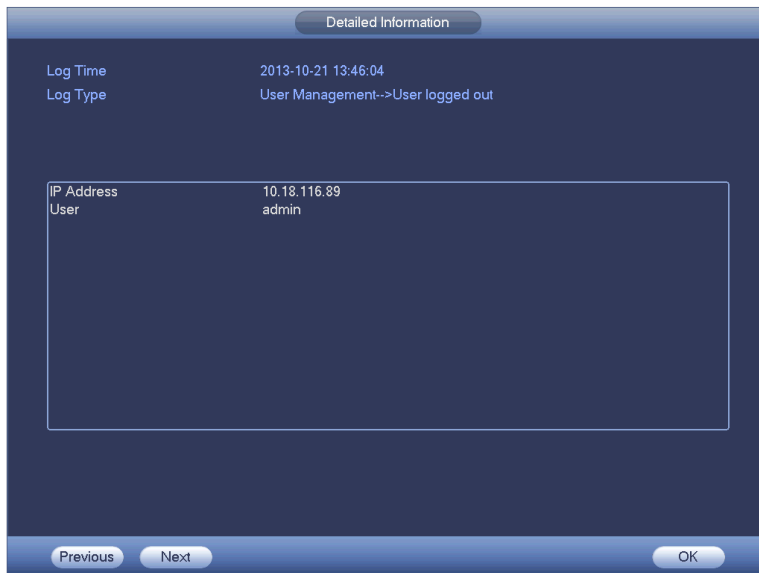 Detailed Information
Log Time 2013-10-21 13:46:04
Log Type User Management-->User logged out
IP Address 10.18.116.89
User admin
Previous Next OK